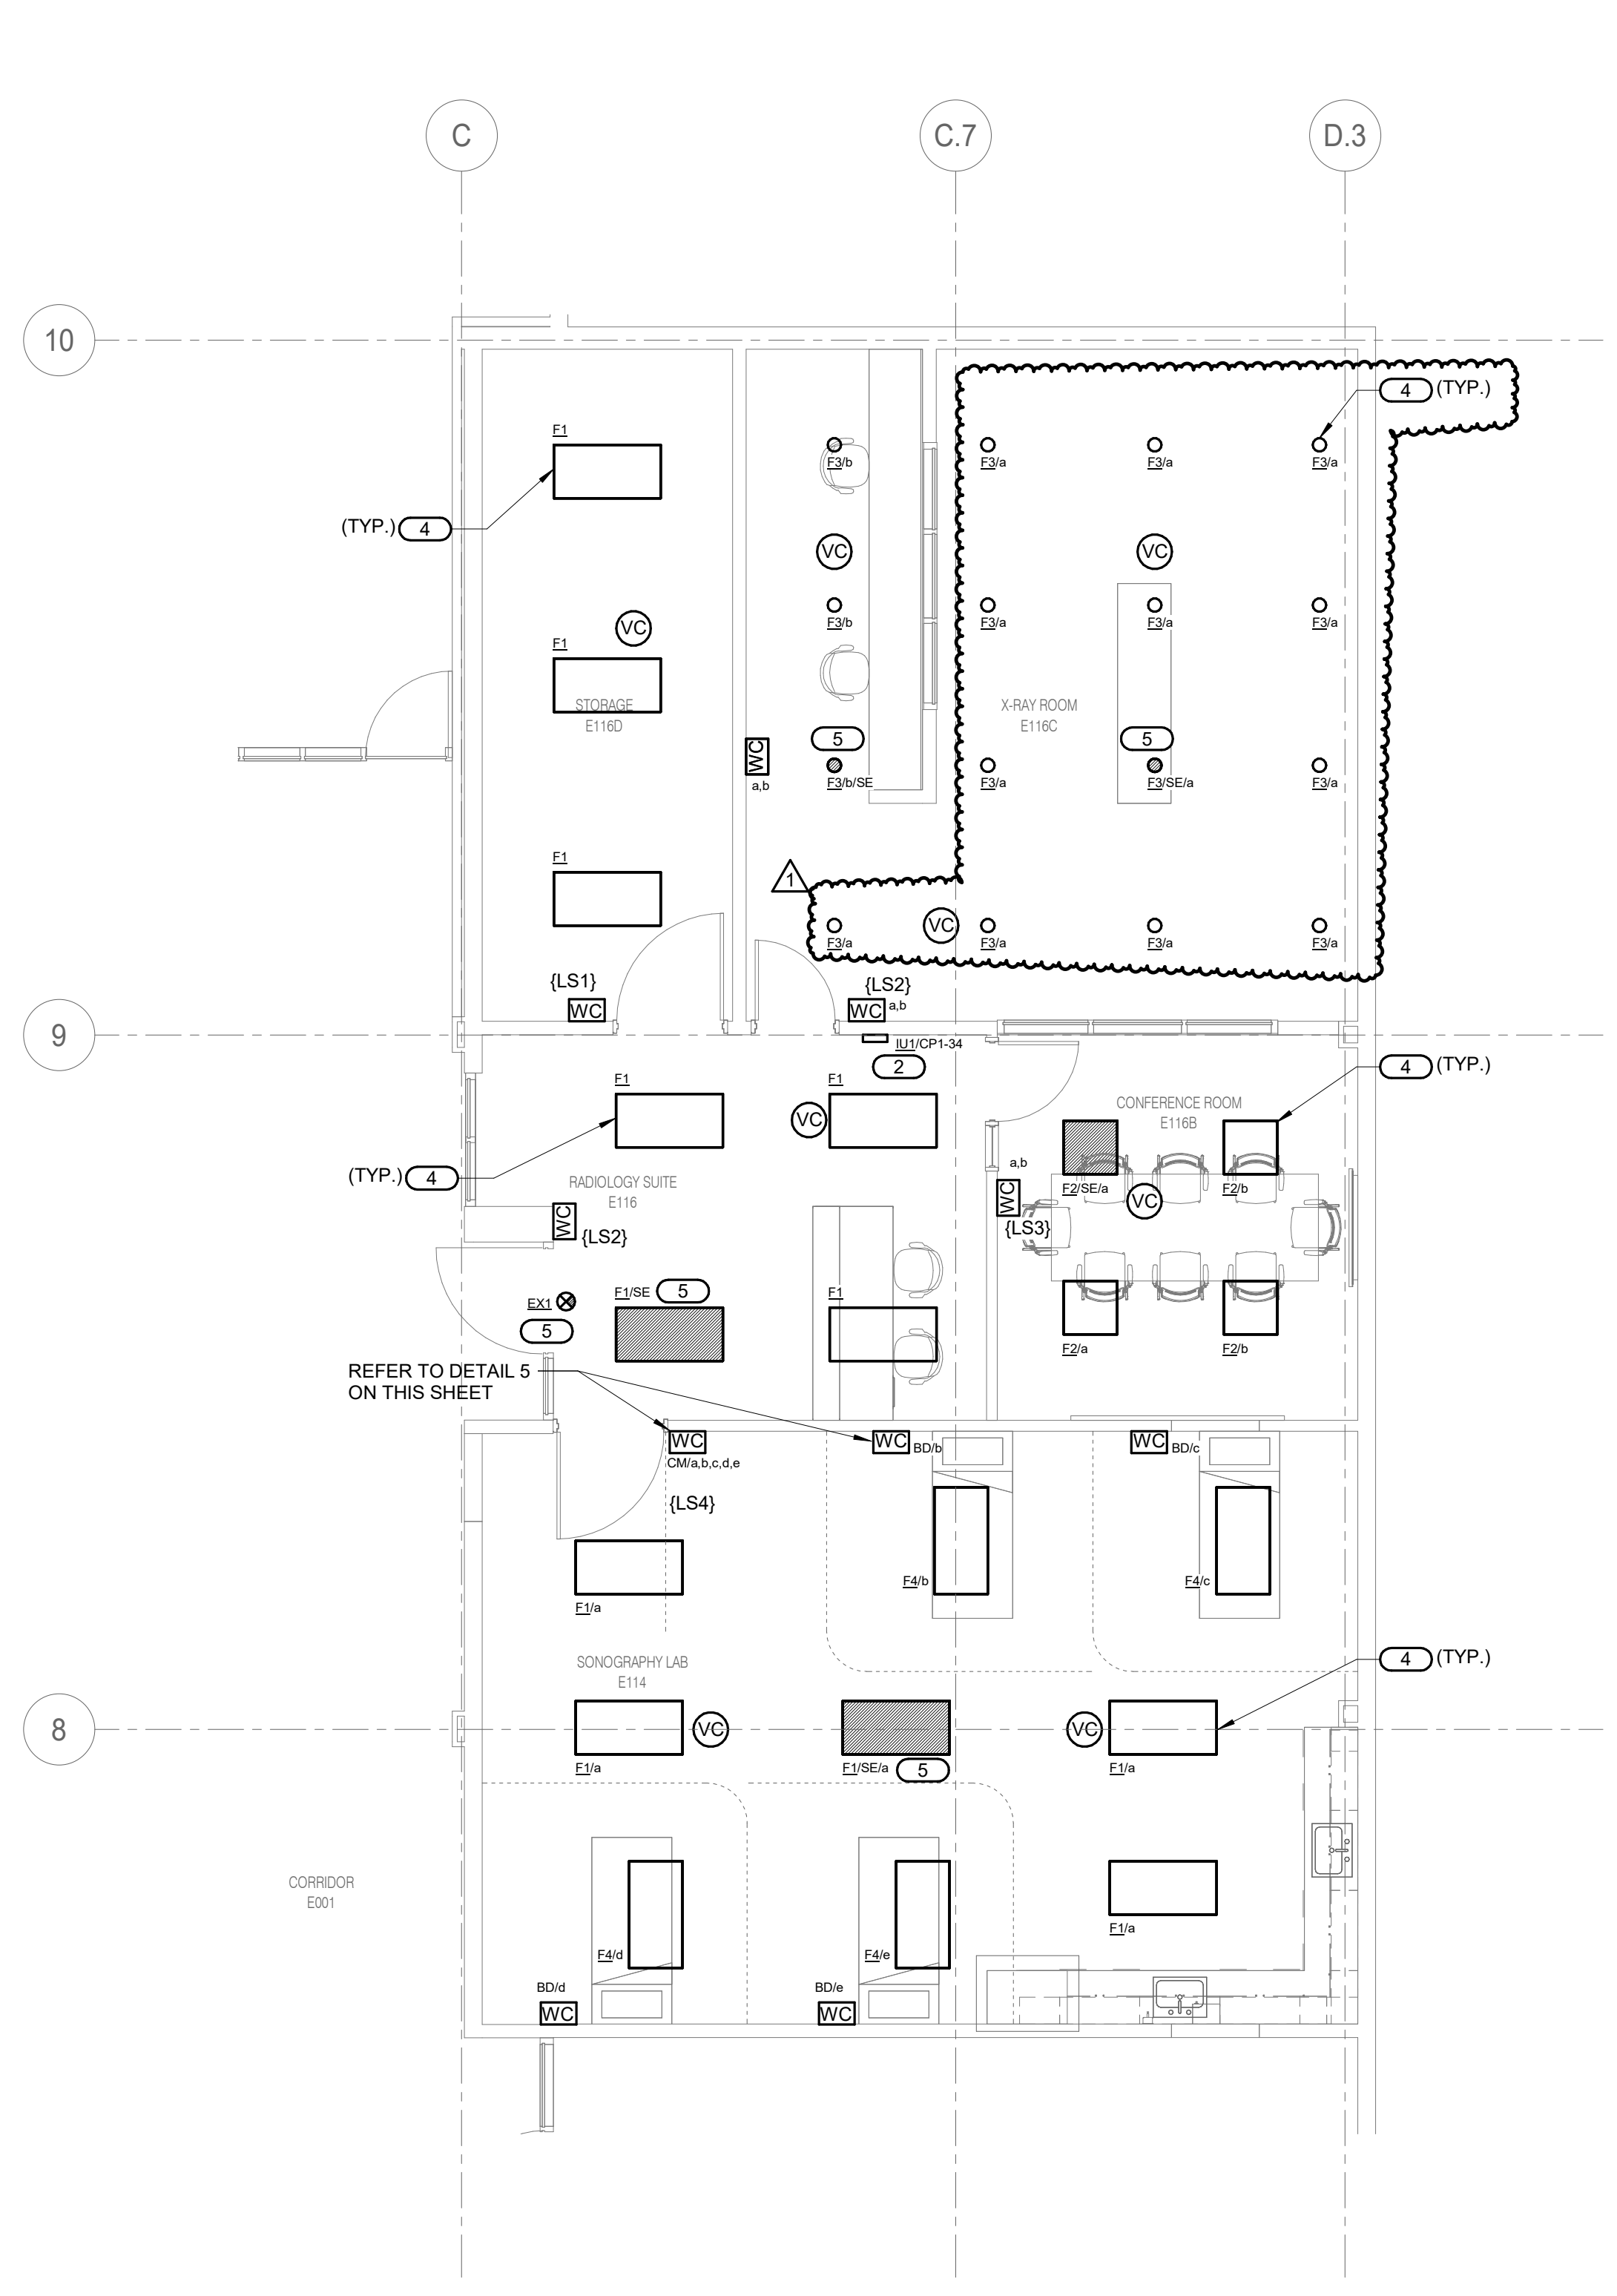 C
C.7
D.3
10
4 (TYP.)
F1
F3/b
F3/a
F3/a
F3/a
(TYP.) 4
VC
VC
F3/b
F3/a
F3/a
F3/a
VC
F1
STORAGE
E116D
X-RAY ROOM
E116C
5
5
WC
a,b
F3/b/SE
F3/a
F3/SE/a
F3/a
F1
1
VC
F3/a
F3/a
F3/a
F3/a
{LS1}
WC
{LS2}
WC a,b
9
IU1/CP1-34
2
4 (TYP.)
F1
F1
VC
CONFERENCE ROOM
E116B
(TYP.) 4
RADIOLOGY SUITE
E116
a,b
WC
{LS3}
F2/SE/a
VC
F2/b
WC
{LS2}
F1/SE 5
F1
EX1
5
F2/a
F2/b
REFER TO DETAIL 5
ON THIS SHEET
WC
CM/a,b,c,d,e
WC BD/b
WC BD/c
{LS4}
F4/b
F4/c
F1/a
SONOGRAPHY LAB
E114
4 (TYP.)
8
VC
VC
F1/a
F1/SE/a 5
F1/a
CORRIDOR
E001
F1/a
F4/d
F4/e
BD/d
WC
BD/e
WC